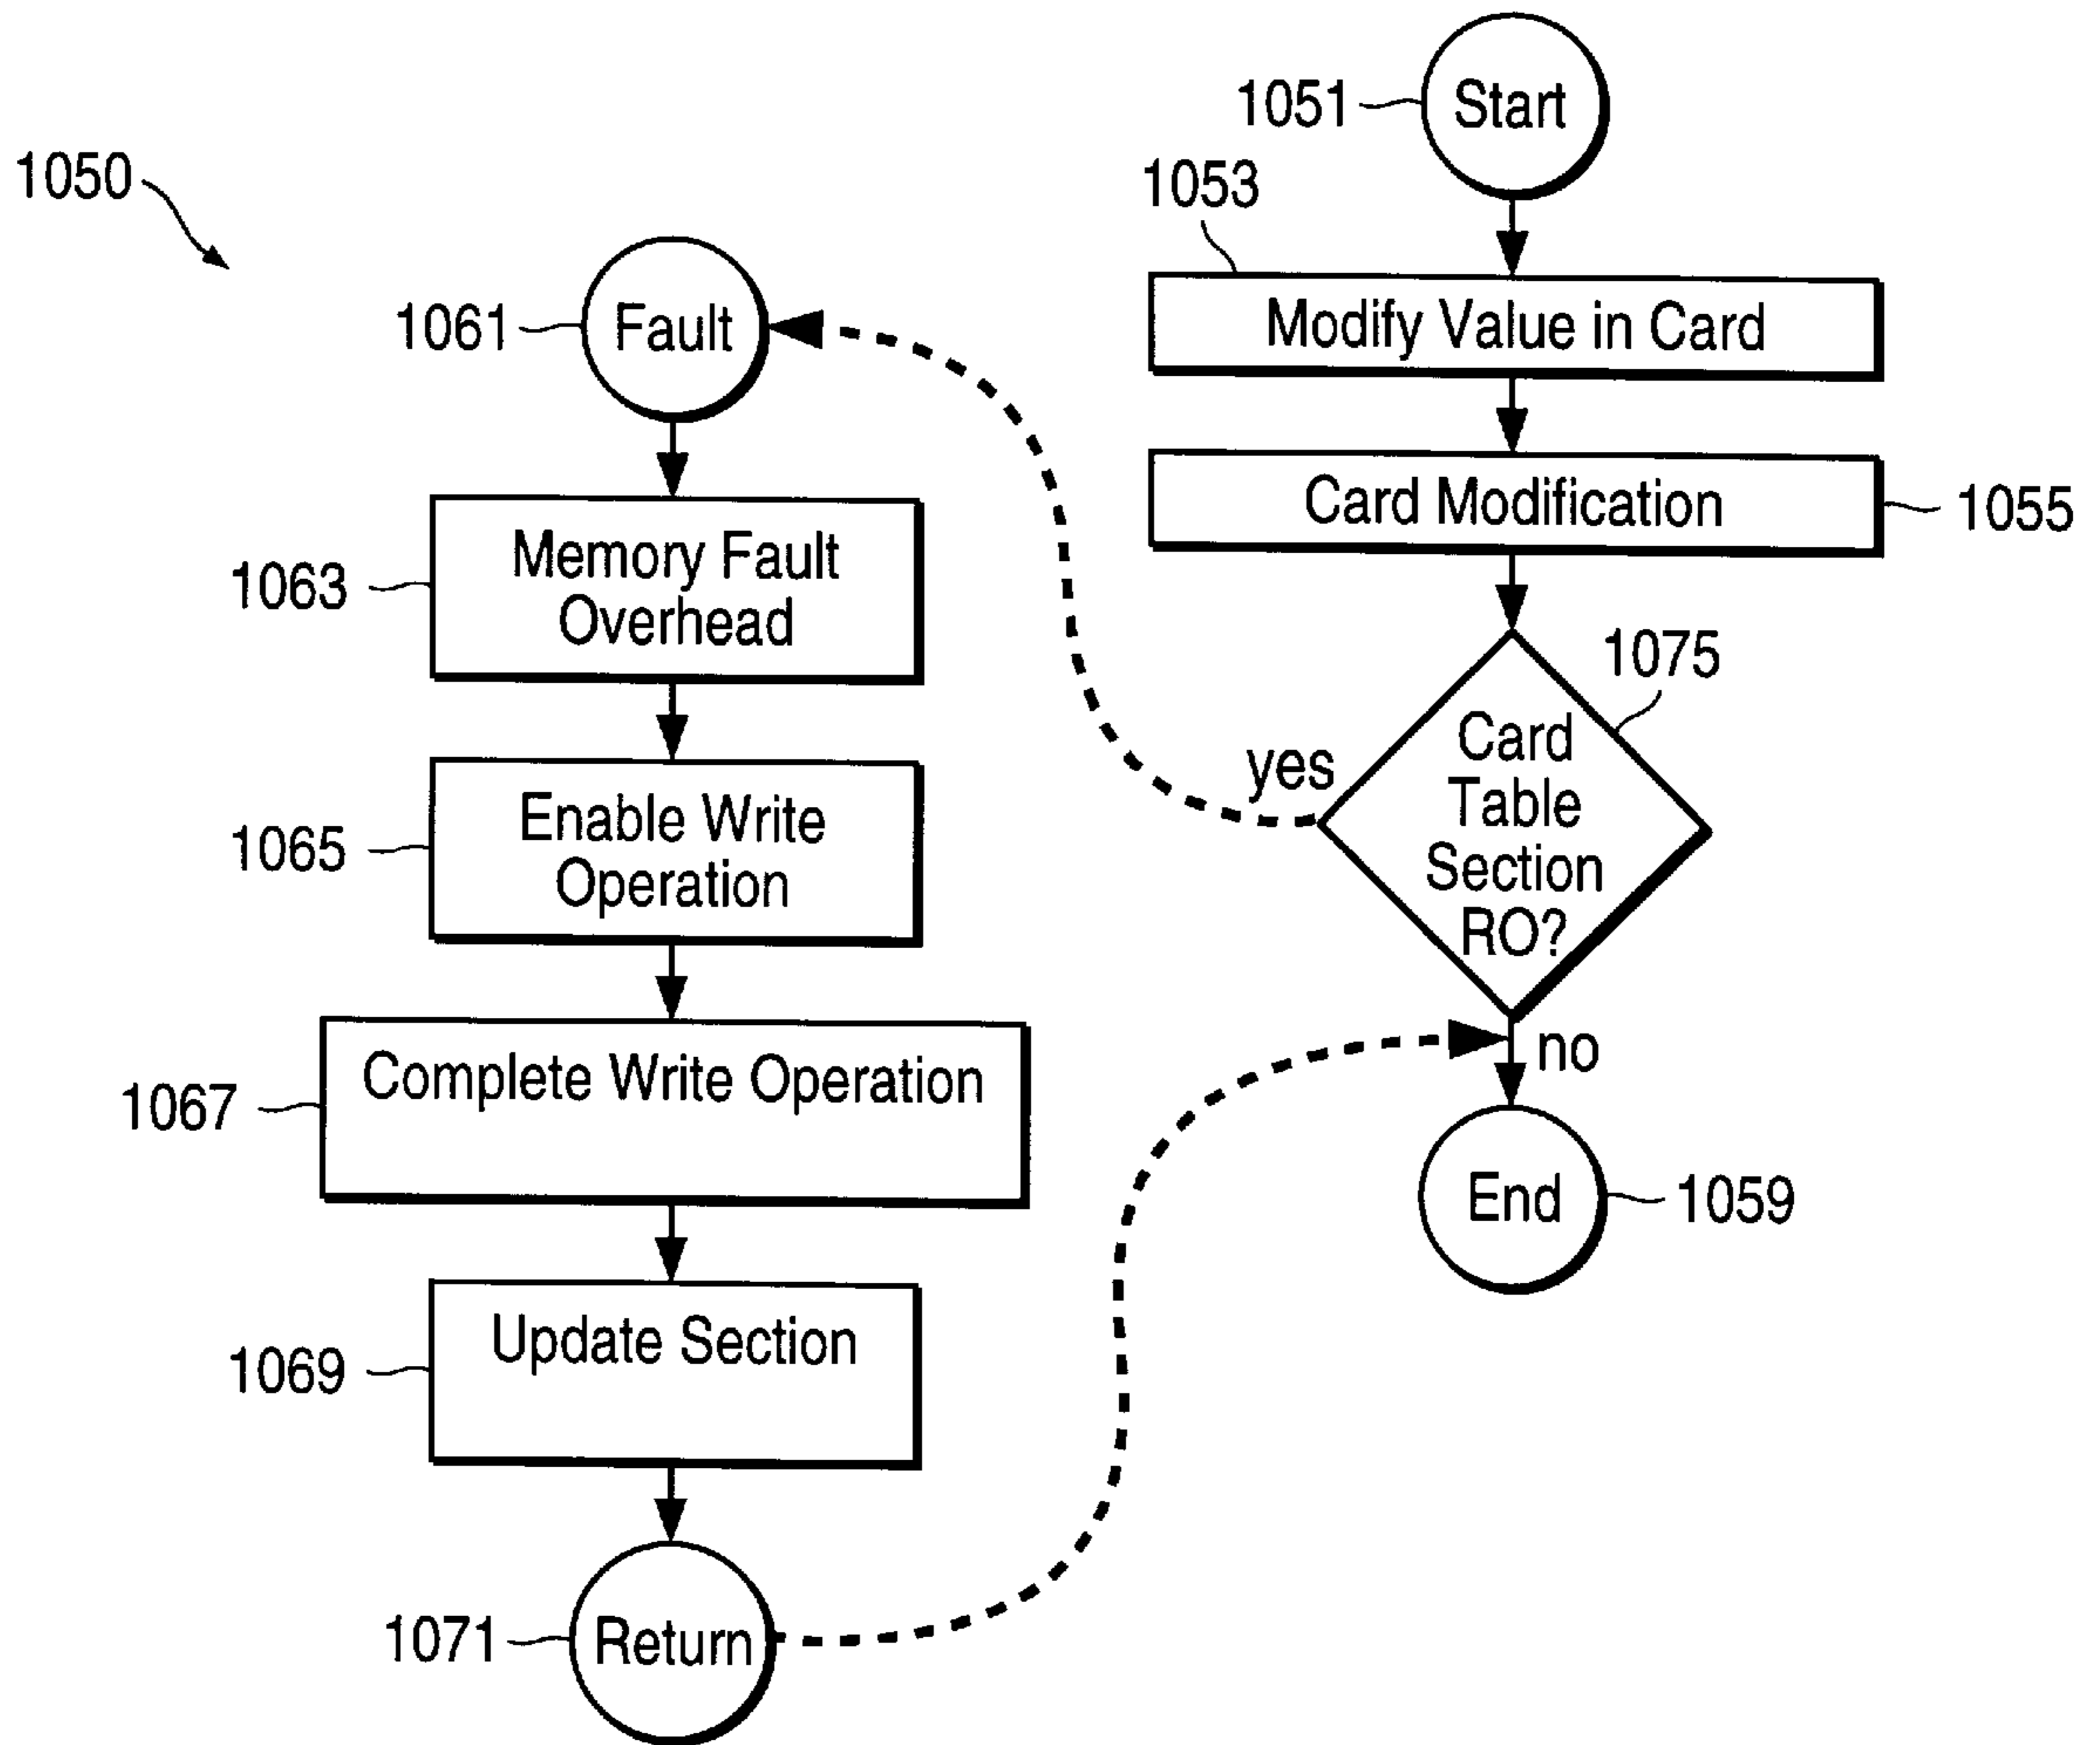 1050
1051
Start
1053
Modify Value in Card
Card Modification
1055
1075
Card
Table
Section
RO?
yes
no
End
1059
1061
Fault
1063
Memory Fault
Overhead
1065
Enable Write
Operation
1067
Complete Write Operation
1069
Update Section
1071
Return